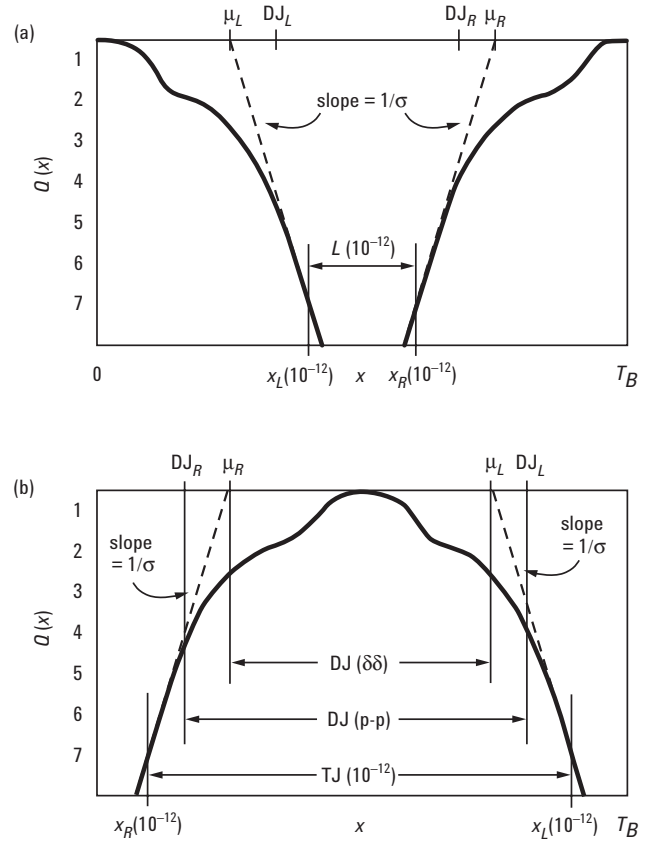 (a)
μL DJL DJR μR
1
2
3
4
5
6
7
Q (x)
slope = 1/σ
L (10⁻¹²)
0 xL(10⁻¹²) x xR(10⁻¹²) TB
(b)
DJR μR μL DJL
1
2
3
4
5
6
7
Q (x)
slope
= 1/σ
slope
= 1/σ
DJ (δδ)
DJ (p-p)
TJ (10⁻¹²)
xR(10⁻¹²) x xL(10⁻¹²) TB